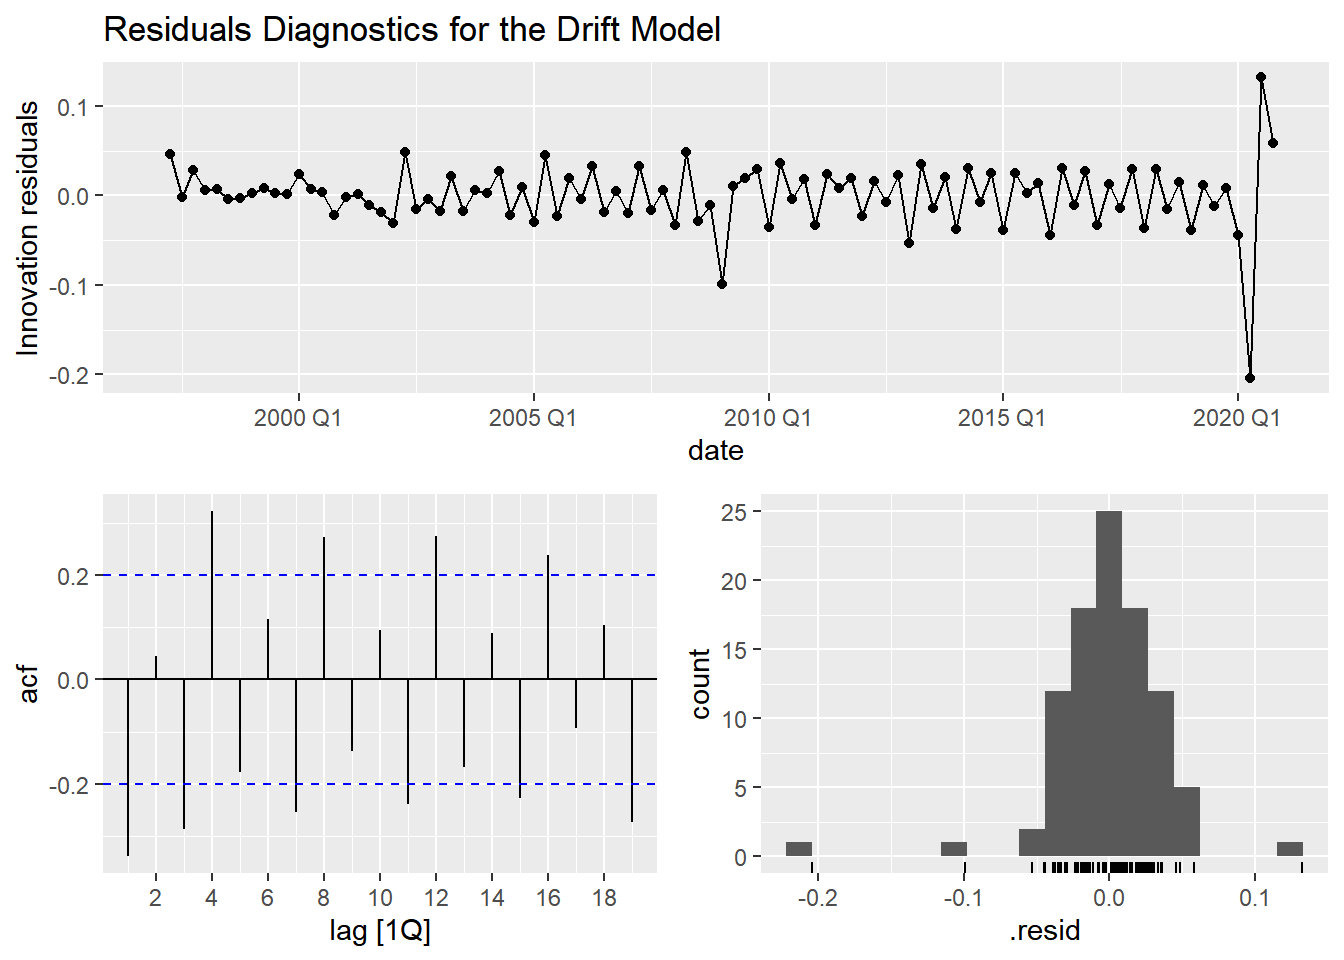 Residuals Diagnostics for the Drift Model
Innovation residuals
0.1
0.0
-0.1
-0.2
2000 Q1 2005 Q1 2010 Q1 2015 Q1 2020 Q1
date
acf
0.2
0.0
-0.2
2 4 6 8 10 12 14 16 18
lag [1Q]
count
25
20
15
10
5
0
-0.2 -0.1 0.0 0.1
.resid